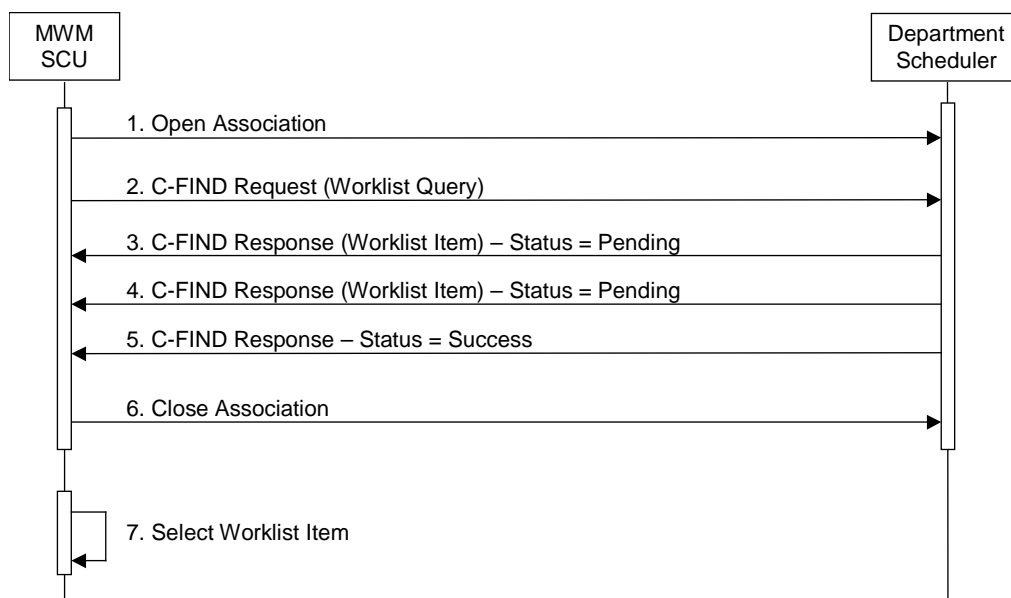 MWM
SCU
Department
Scheduler
1. Open Association
2. C-FIND Request (Worklist Query)
3. C-FIND Response (Worklist Item) – Status = Pending
4. C-FIND Response (Worklist Item) – Status = Pending
5. C-FIND Response – Status = Success
6. Close Association
7. Select Worklist Item